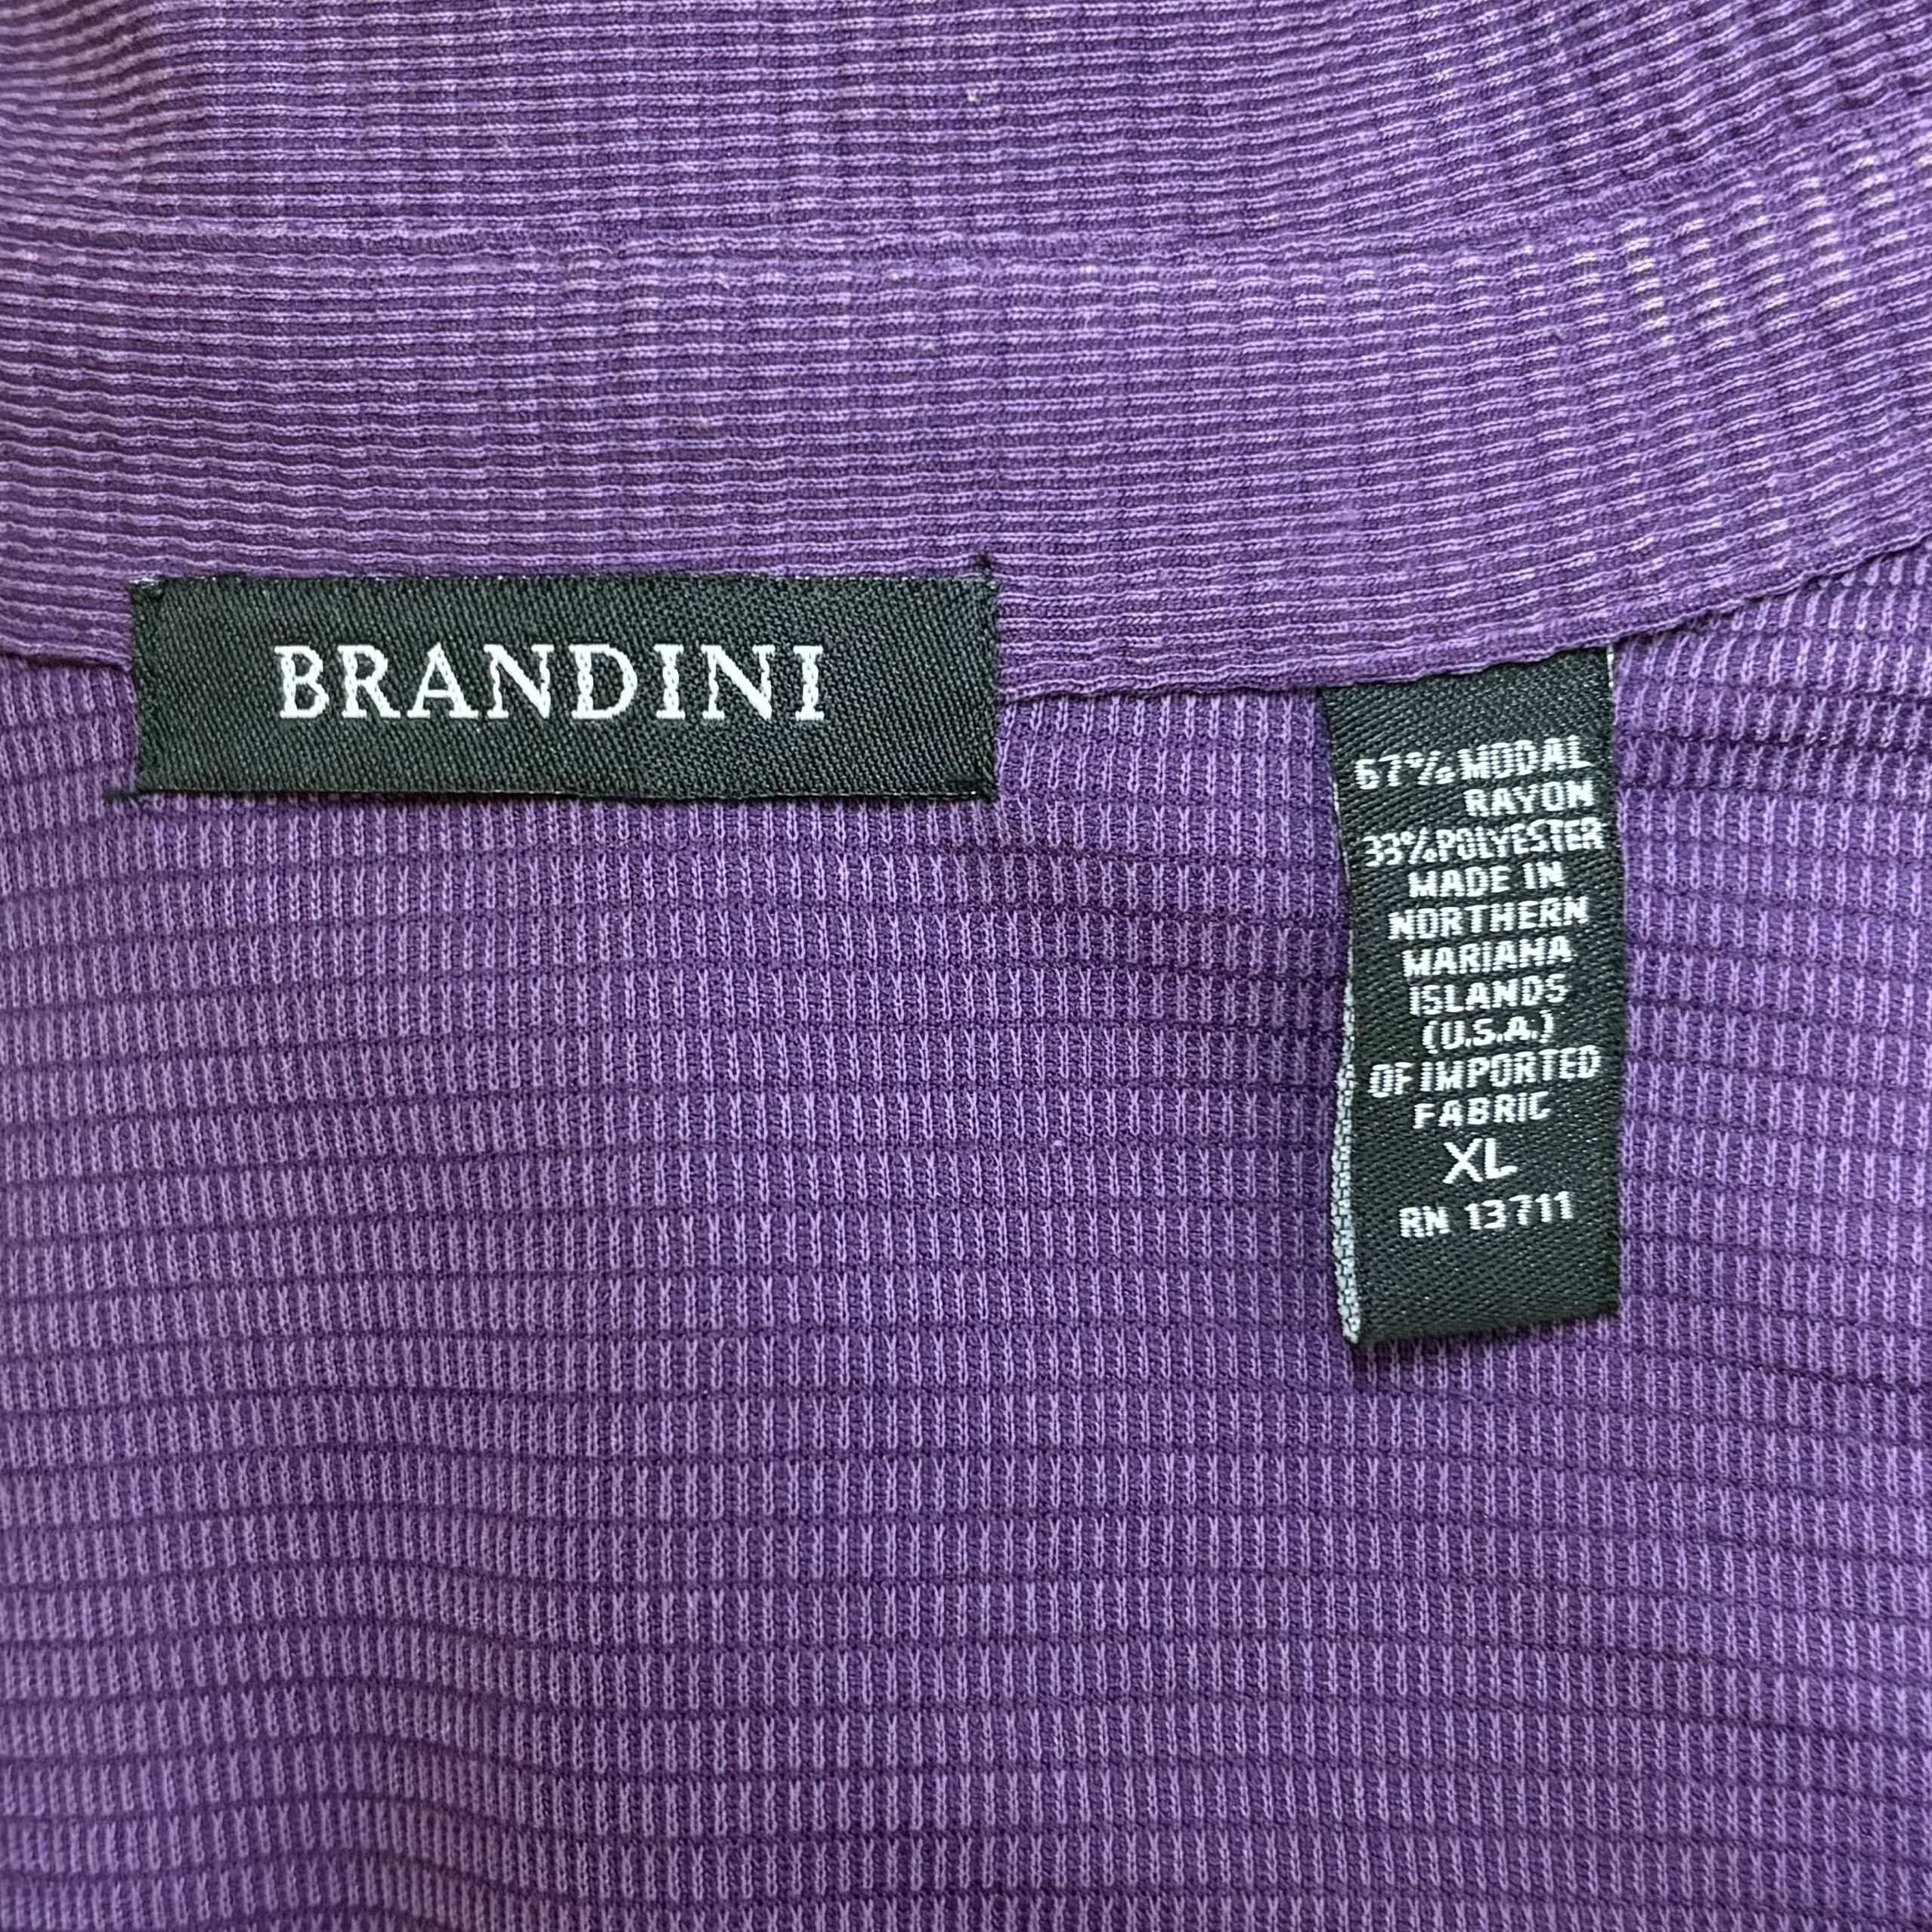 BRANDINI
67% MODAL
RAYON
33% POLYESTER
MADE IN
NORTHERN
MARIANA
ISLANDS
(U.S.A.)
OF IMPORTED
FABRIC
XL
RN 13711